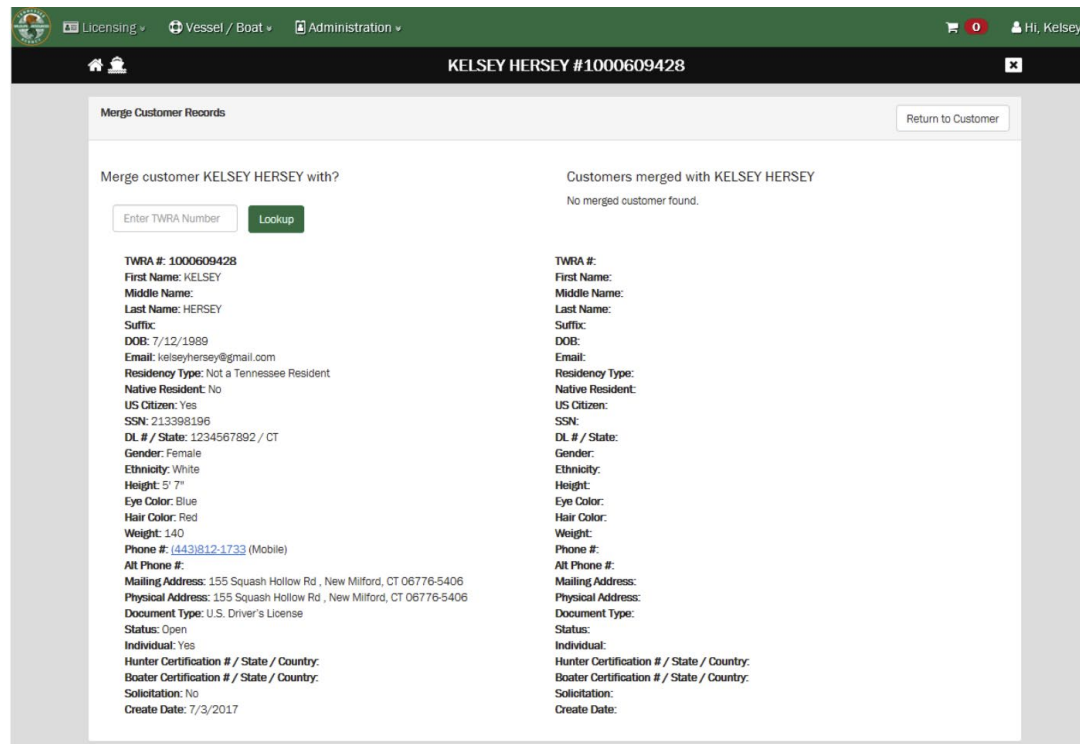 Licensing Vessel / Boat Administration 0 Hi, Kelsey
KELSEY HERSEY #1000609428
Merge Customer Records
Return to Customer
Merge customer KELSEY HERSEY with?
Enter TWRA Number Lookup
TWRA #: 1000609428
First Name: KELSEY
Middle Name:
Last Name: HERSEY
Suffix:
DOB: 7/12/1989
Email: kelseyhersey@gmail.com
Residency Type: Not a Tennessee Resident
Native Resident: No
US Citizen: Yes
SSN: 213398196
DL # / State: 1234567892 / CT
Gender: Female
Ethnicity: White
Height: 5' 7"
Eye Color: Blue
Hair Color: Red
Weight: 140
Phone #: (443)812-1733 (Mobile)
Alt Phone #:
Mailing Address: 155 Squash Hollow Rd , New Milford, CT 06776-5406
Physical Address: 155 Squash Hollow Rd , New Milford, CT 06776-5406
Document Type: U.S. Driver's License
Status: Open
Individual: Yes
Hunter Certification # / State / Country:
Boater Certification # / State / Country:
Solicitation: No
Create Date: 7/3/2017
Customers merged with KELSEY HERSEY
No merged customer found.
TWRA #:
First Name:
Middle Name:
Last Name:
Suffix:
DOB:
Email:
Residency Type:
Native Resident:
US Citizen:
SSN:
DL # / State:
Gender:
Ethnicity:
Height:
Eye Color:
Hair Color:
Weight:
Phone #:
Alt Phone #:
Mailing Address:
Physical Address:
Document Type:
Status:
Individual:
Hunter Certification # / State / Country:
Boater Certification # / State / Country:
Solicitation:
Create Date: